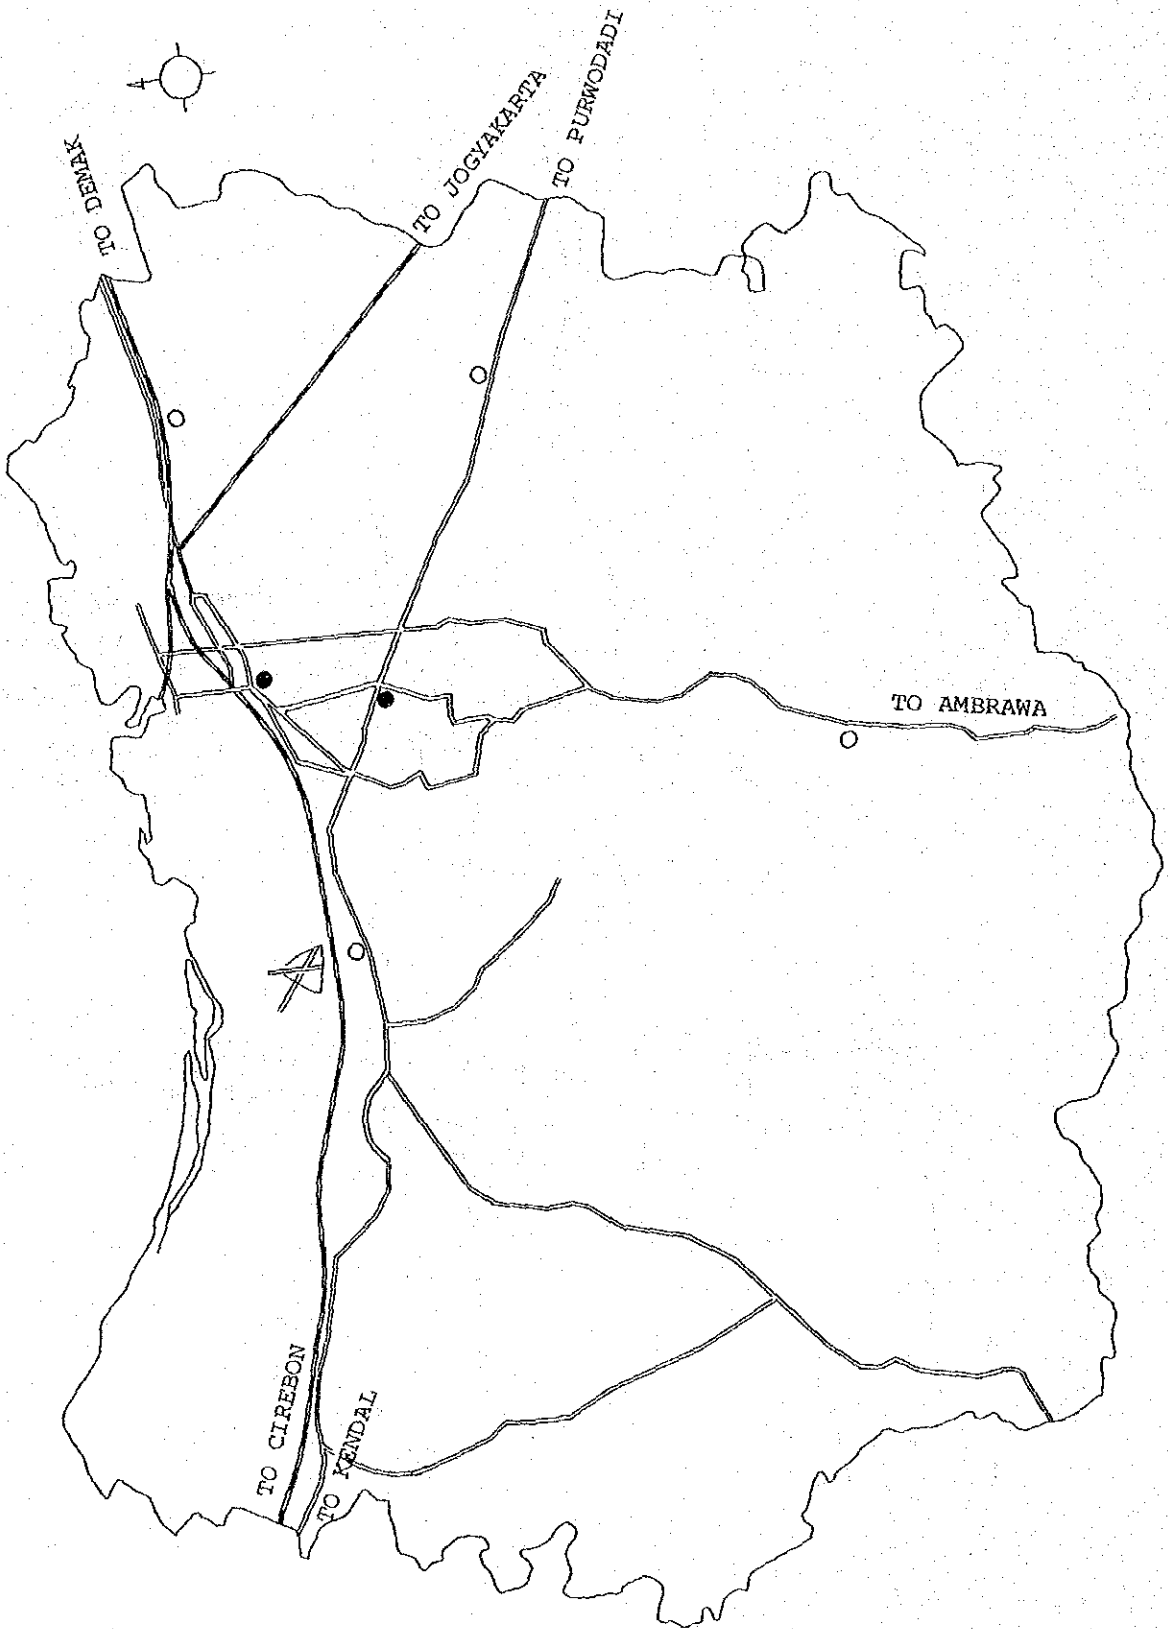 TO DEMAK
TO JOGYAKARTA
TO PURWODADI
TO AMBRAWA
TO CIREBON
TO KENDAL